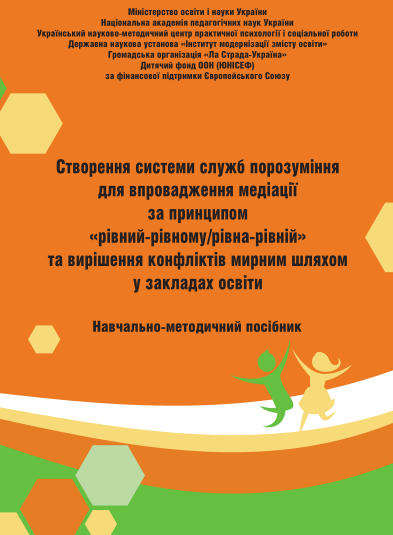 Міністерство освіти і науки України
Національна академія педагогічних наук України
Український науково-методичний центр практичної психології і соціальної роботи
Державна наукова установа «Інститут модернізації змісту освіти»
Громадська організація «Ла Страда-Україна»
Дитячий фонд ООН (ЮНІСЕФ)
за фінансової підтримки Європейського Союзу
Створення системи служб порозуміння
для впровадження медіації
за принципом
«рівний-рівному/рівна-рівній»
та вирішення конфліктів мирним шляхом
у закладах освіти
Навчально-методичний посібник